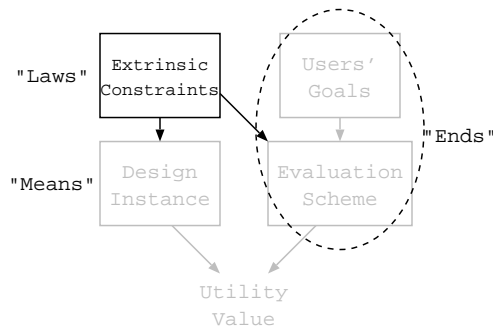 "Laws"
Extrinsic
Constraints
Users'
Goals
"Means"
Design
Instance
Evaluation
Scheme
"Ends"
Utility
Value